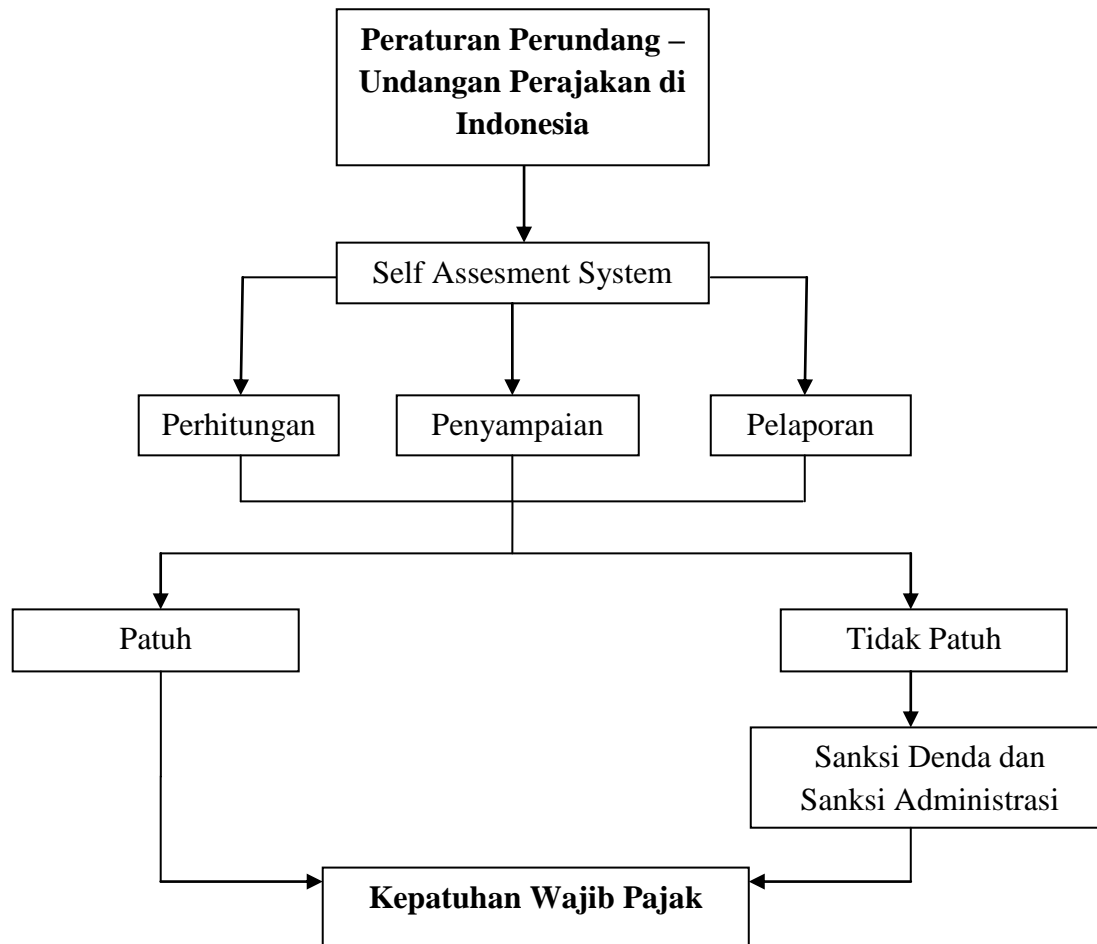 Peraturan Perundang –
Undangan Perajakan di
Indonesia
Self Assesment System
Perhitungan
Penyampaian
Pelaporan
Patuh
Tidak Patuh
Sanksi Denda dan
Sanksi Administrasi
Kepatuhan Wajib Pajak